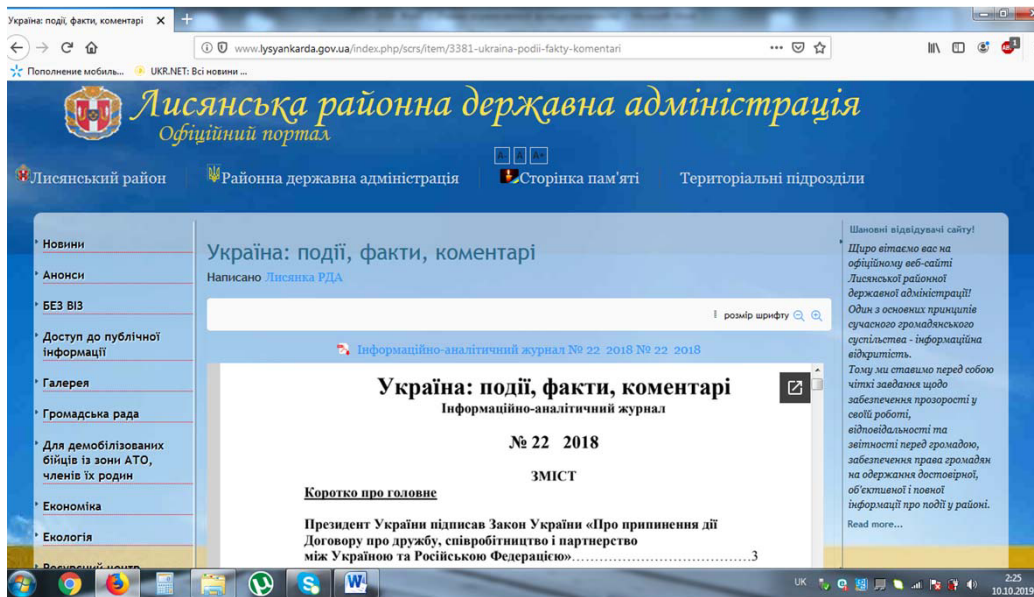 Україна: події, факти, коментарі
www.lysyankarda.gov.ua/index.php/scrs/item/3381-ukraina-podii-fakty-komentari
Пополнение мобиль...
UKR.NET: Всі новини ...
Лисянська районна державна адміністрація
Офіційний портал
A- A A+
Лисянський район
Районна державна адміністрація
Сторінка пам'яті
Територіальні підрозділи
Новини
Анонси
БЕЗ ВІЗ
Доступ до публічної
інформації
Галерея
Громадська рада
Для демобілізованих
бійців із зони АТО,
членів їх родин
Економіка
Екологія
Україна: події, факти, коментарі
Написано Лисянка РДА
розмір шрифту
Інформаційно-аналітичний журнал № 22 2018 № 22 2018
Україна: події, факти, коментарі
Інформаційно-аналітичний журнал
№ 22 2018
ЗМІСТ
Коротко про головне
Президент України підписав Закон України «Про припинення дії
Договору про дружбу, співробітництво і партнерство
між Україною та Російською Федерацією»..............................3
Шановні відвідувачі сайту!
Щиро вітаємо вас на
офіційному веб-сайті
Лисянської районної
державної адміністрації!
Один з основних принципів
сучасного громадянського
суспільства - інформаційна
відкритість.
Тому ми ставимо перед собою
чіткі завдання щодо
забезпечення прозорості у
своїй роботі,
відповідальності та
звітності перед громадою,
забезпечення права громадян
на одержання достовірної,
об'єктивної і повної
інформації про події у районі.
Read more...
UK
2:25
10.10.2018